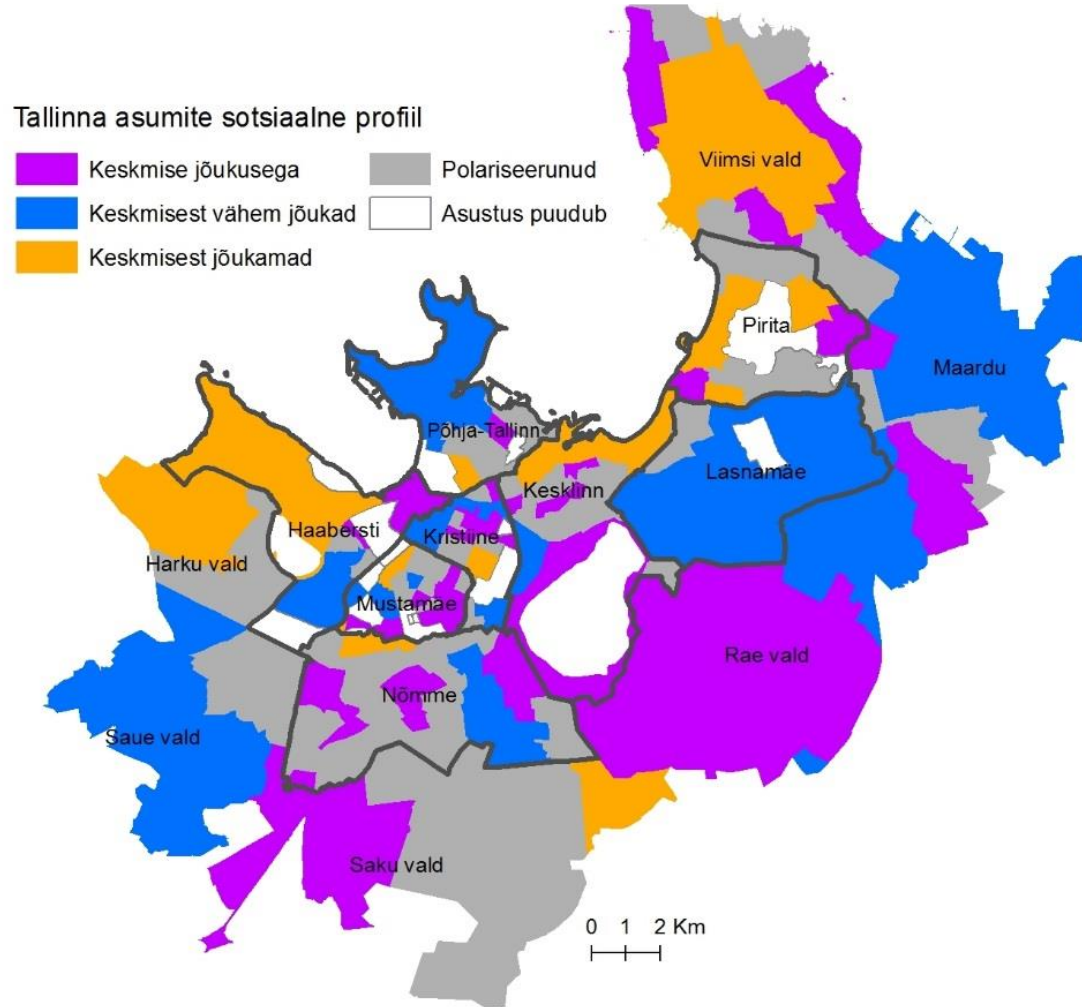 Tallinna asumite sotsiaalne profiil
Keskmise jõukusega
Polariseerunud
Keskmisest vähem jõukad
Asustus puudub
Keskmisest jõukamad
Viimsi vald
Pirita
Maardu
Põhja-Tallinn
Lasnamäe
Kesklinn
Haabersti
Kristiine
Harku vald
Mustamäe
Rae vald
Nõmme
Saue vald
Saku vald
0 1 2 Km